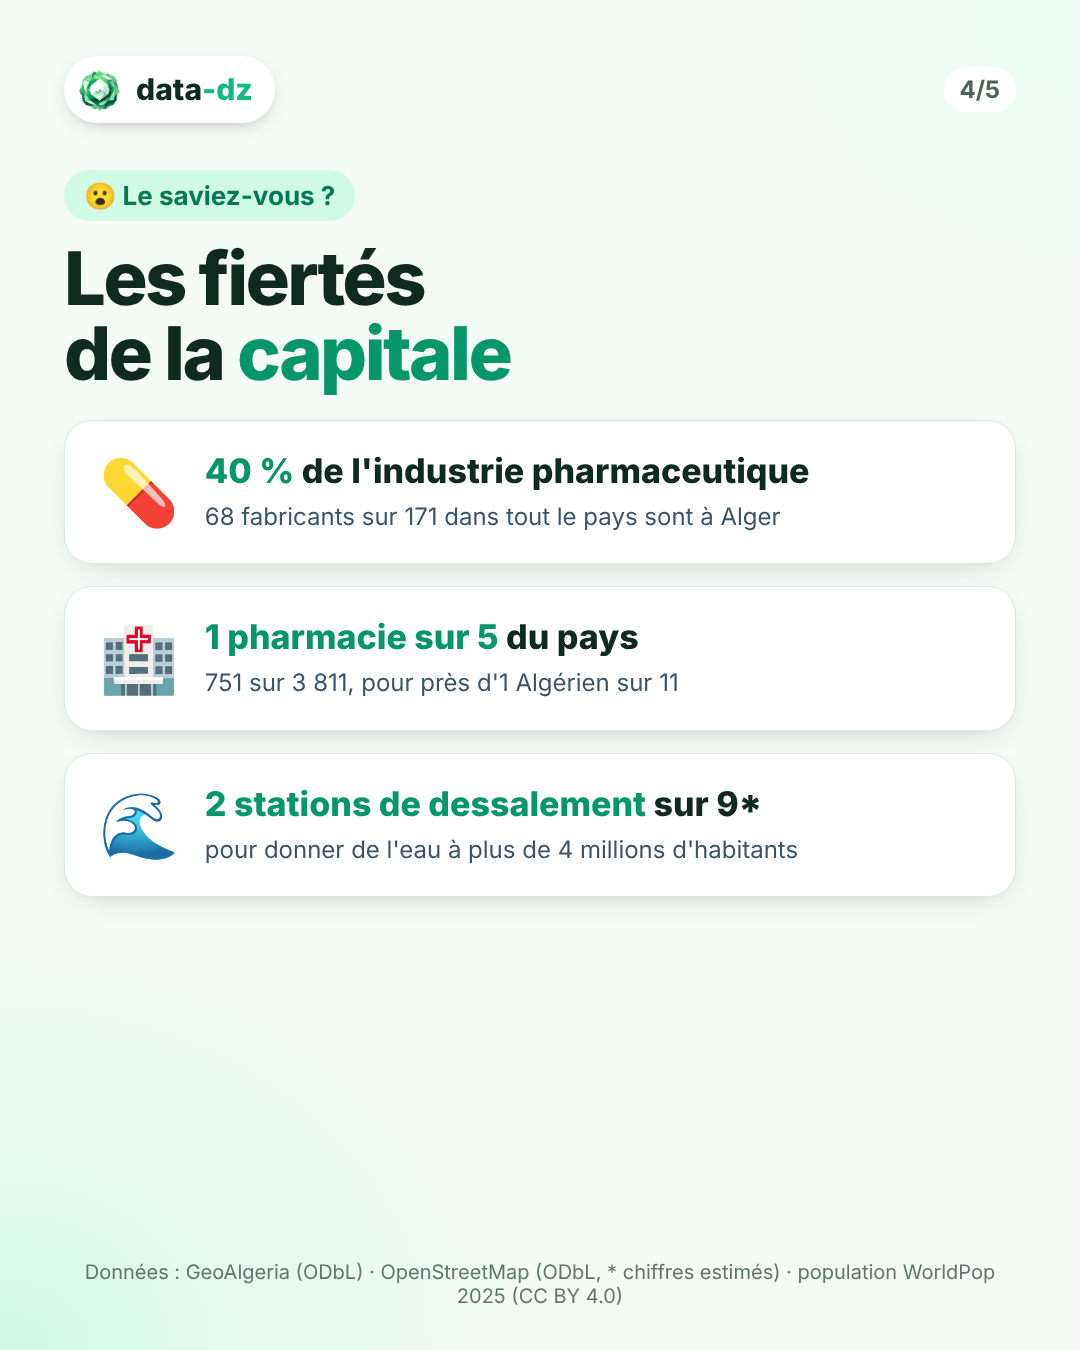 data-dz
4/5
😮 Le saviez-vous ?
Les fiertés
de la capitale
40 % de l'industrie pharmaceutique
68 fabricants sur 171 dans tout le pays sont à Alger
1 pharmacie sur 5 du pays
751 sur 3 811, pour près d'1 Algérien sur 11
2 stations de dessalement sur 9*
pour donner de l'eau à plus de 4 millions d'habitants
Données : GeoAlgeria (ODbL) · OpenStreetMap (ODbL, * chiffres estimés) · population WorldPop
2025 (CC BY 4.0)